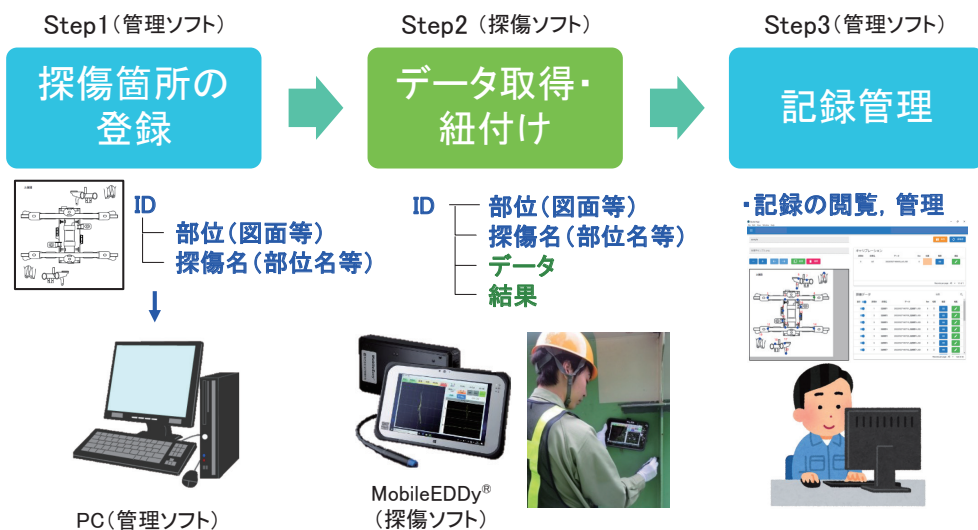 Step1(管理ソフト)
探傷箇所の
登録
Step2 (探傷ソフト)
データ取得・
紐付け
Step3(管理ソフト)
記録管理
ID
部位(図面等)
探傷名(部位名等)
PC(管理ソフト)
ID
部位(図面等)
探傷名(部位名等)
データ
結果
MobileEDDy®
(探傷ソフト)
・記録の閲覧, 管理